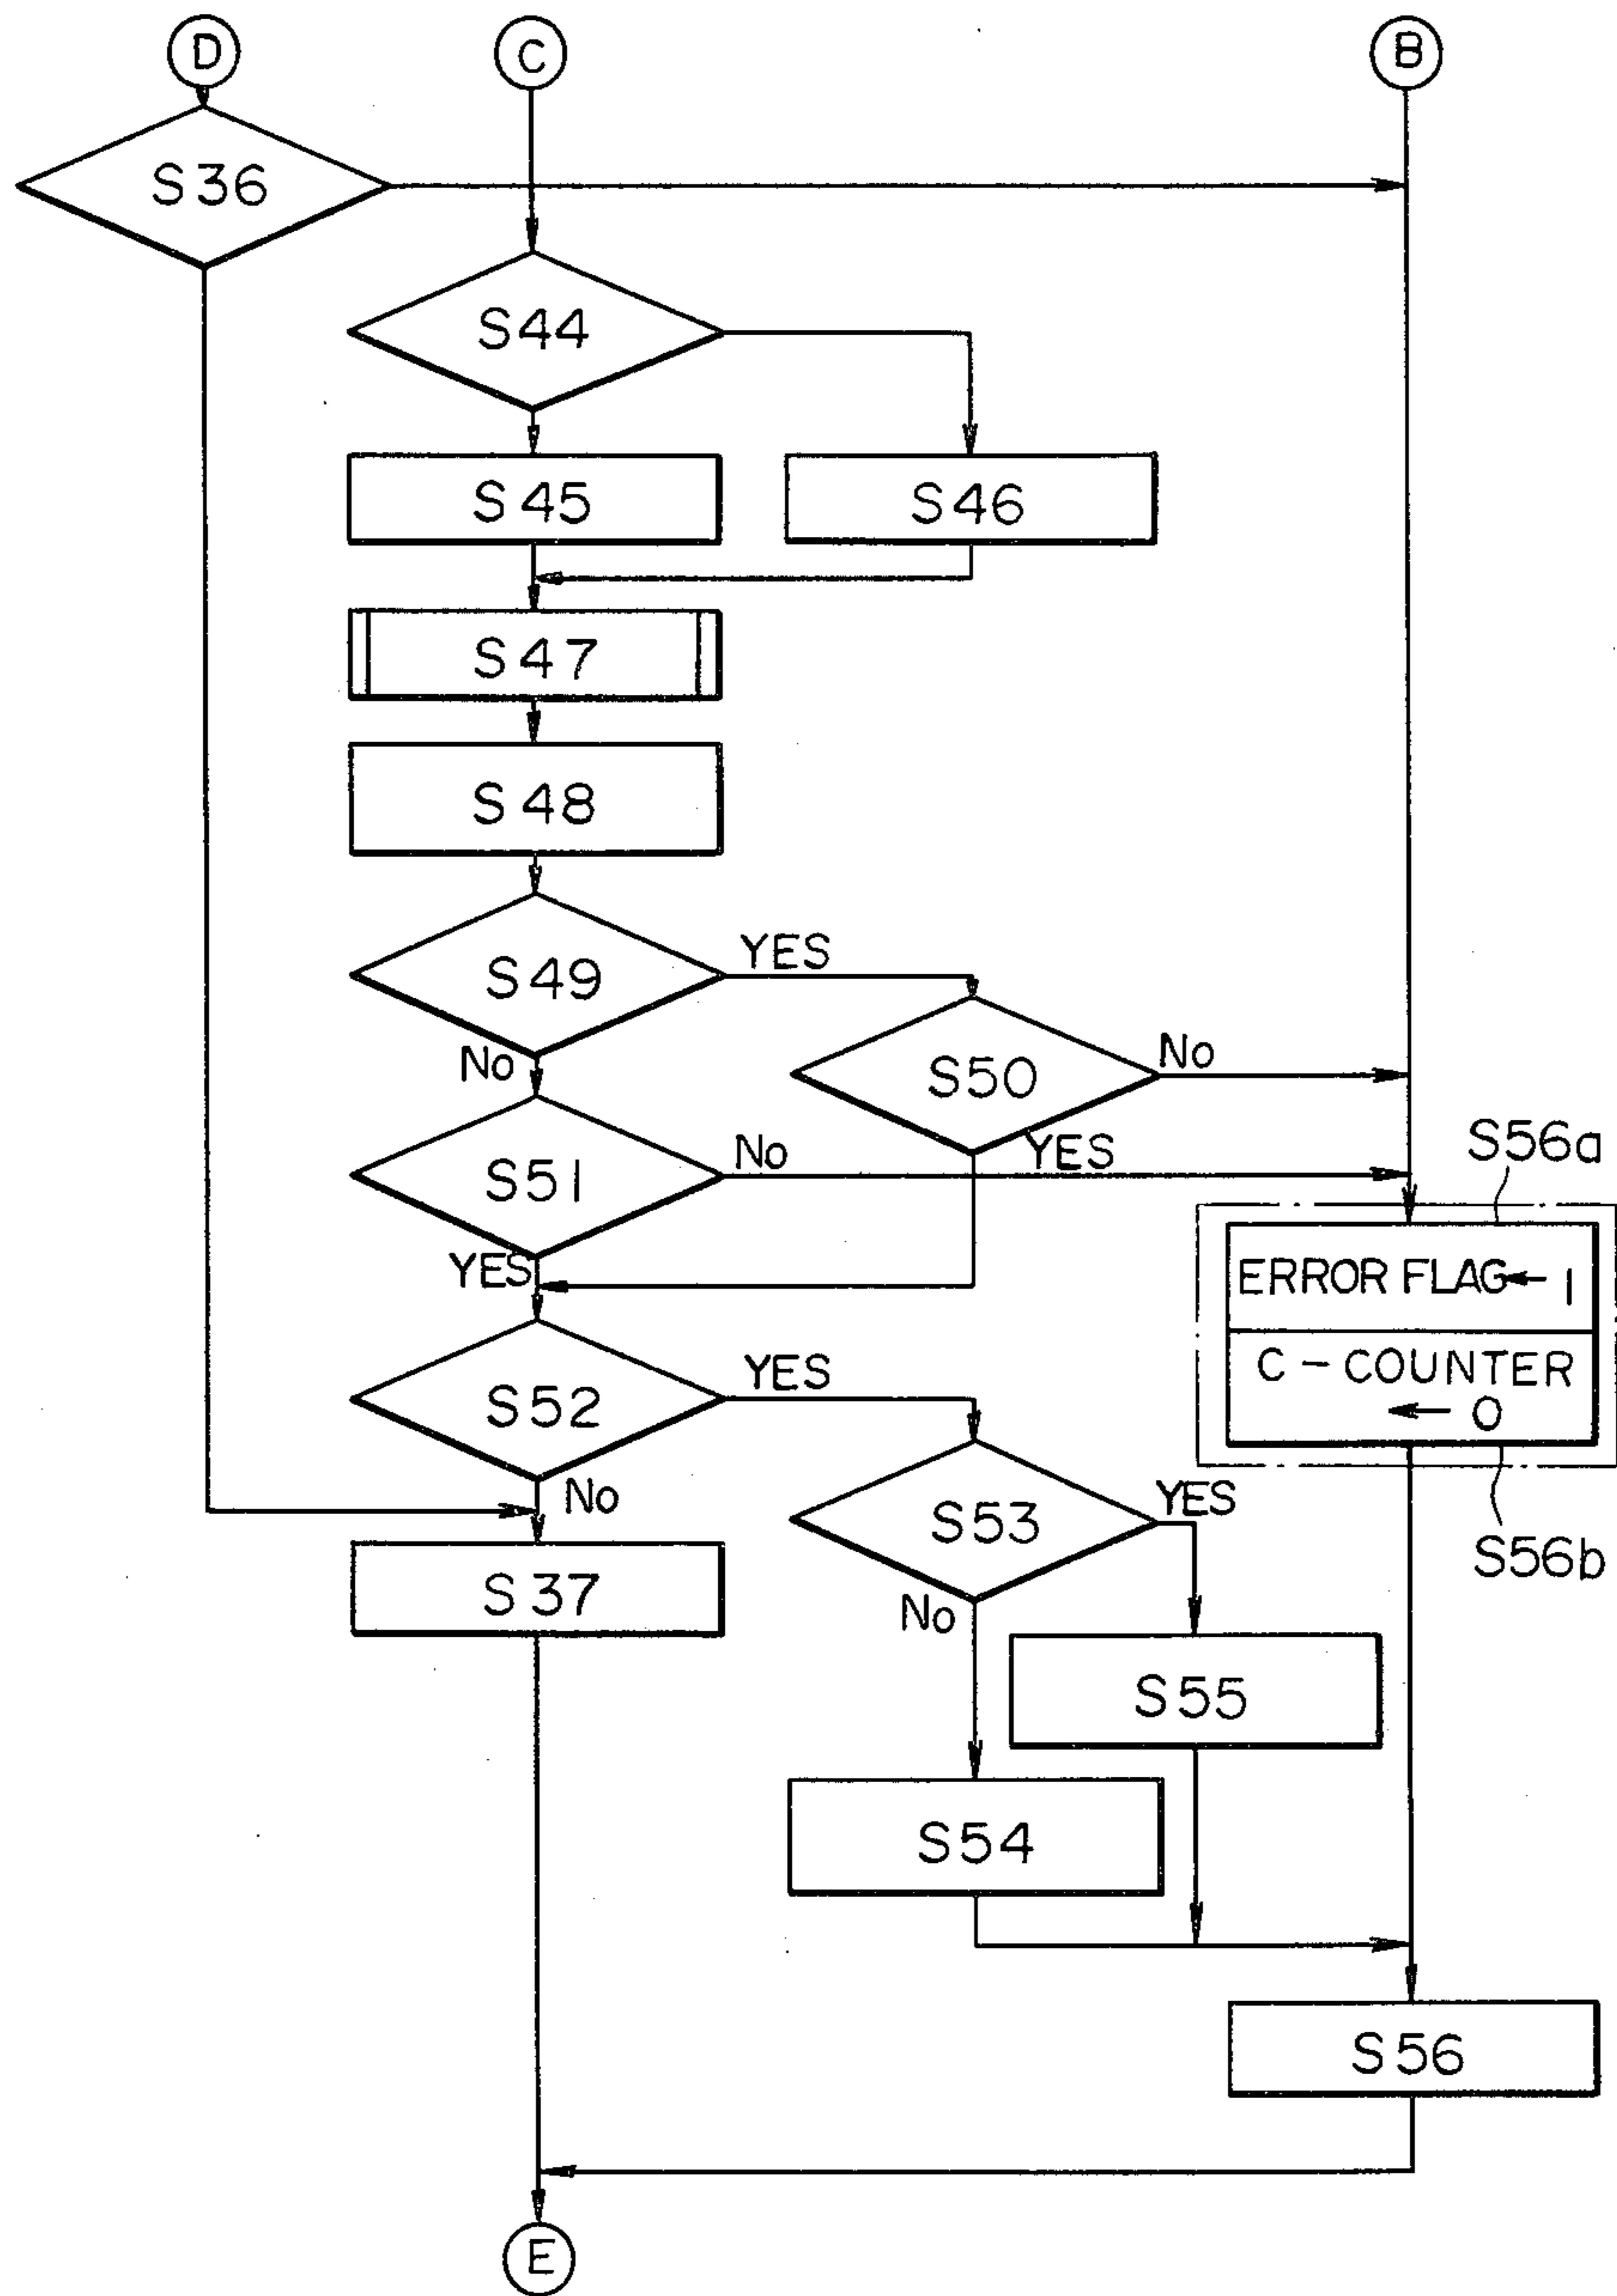 D
C
B
S36
S44
S45
S46
S47
S48
S49
YES
No
S50
No
YES
S51
No
YES
S56a
ERROR FLAG ← 1
C - COUNTER
← 0
S56b
S52
YES
No
S53
YES
No
S37
S55
S54
S56
E